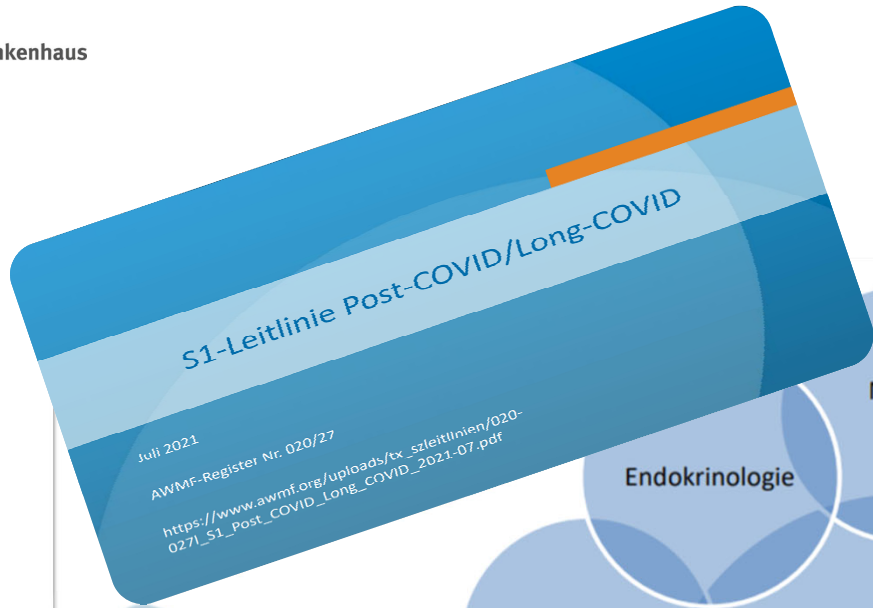 nkenhaus
S1-Leitlinie Post-COVID/Long-COVID
Juli 2021
AWMF-Register Nr. 020/27
https://www.awmf.org/uploads/tx_szleitlinien/020-
027l_S1_Post_COVID_Long_COVID_2021-07.pdf
Endokrinologie